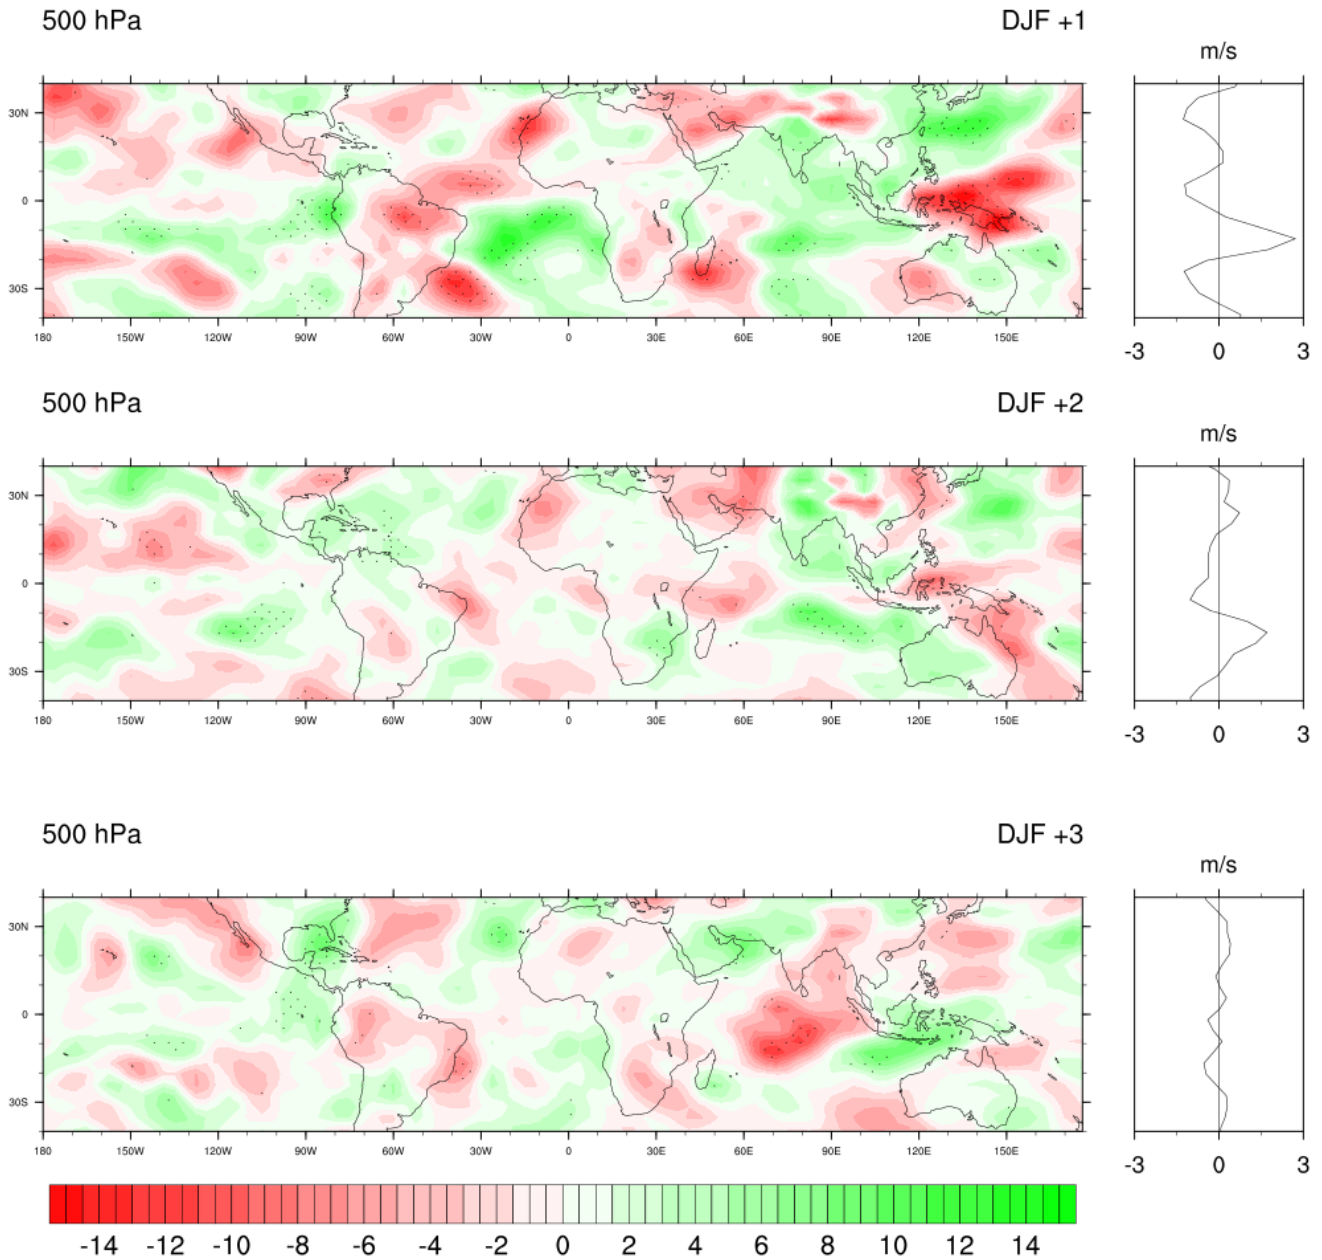 500 hPa DJF +1
m/s
30N
0
30S
180 150W 120W 90W 60W 30W 0 30E 60E 90E 120E 150E
-3 0 3
500 hPa DJF +2
m/s
30N
0
30S
180 150W 120W 90W 60W 30W 0 30E 60E 90E 120E 150E
-3 0 3
500 hPa DJF +3
m/s
30N
0
30S
180 150W 120W 90W 60W 30W 0 30E 60E 90E 120E 150E
-3 0 3
-14 -12 -10 -8 -6 -4 -2 0 2 4 6 8 10 12 14